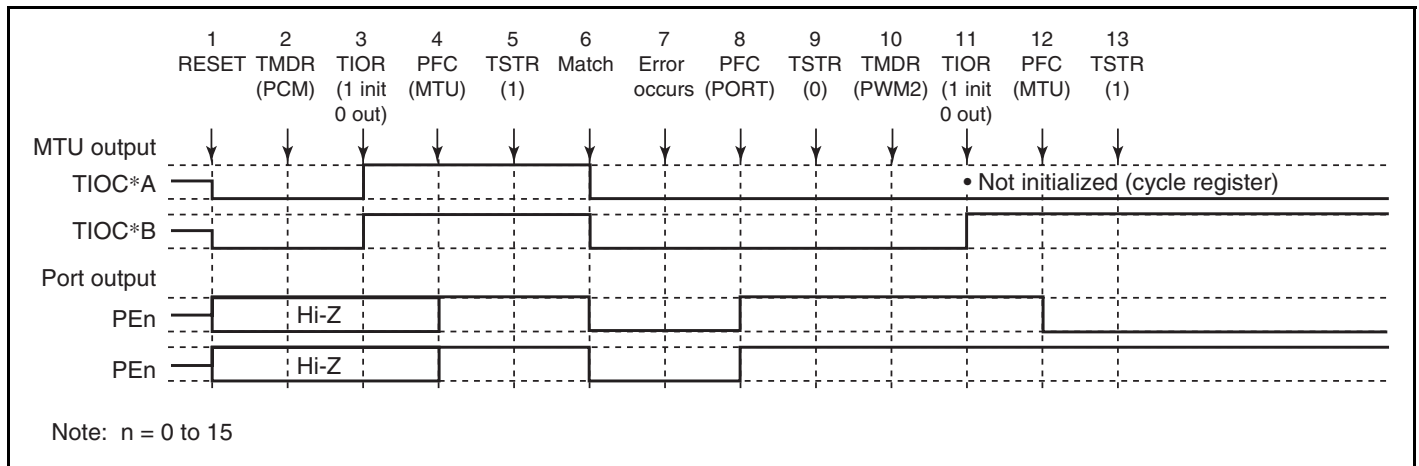 1 2 3 4 5 6 7 8 9 10 11 12 13
RESET TMDR TIOR PFC TSTR Match Error PFC TSTR TMDR TIOR PFC TSTR
(PCM) (1 init (MTU) (1) occurs (PORT) (0) (PWM2) (1 init (MTU) (1)
0 out) 0 out)
MTU output
TIOC*A • Not initialized (cycle register)
TIOC*B
Port output
PEn Hi-Z
PEn Hi-Z
Note: n = 0 to 15